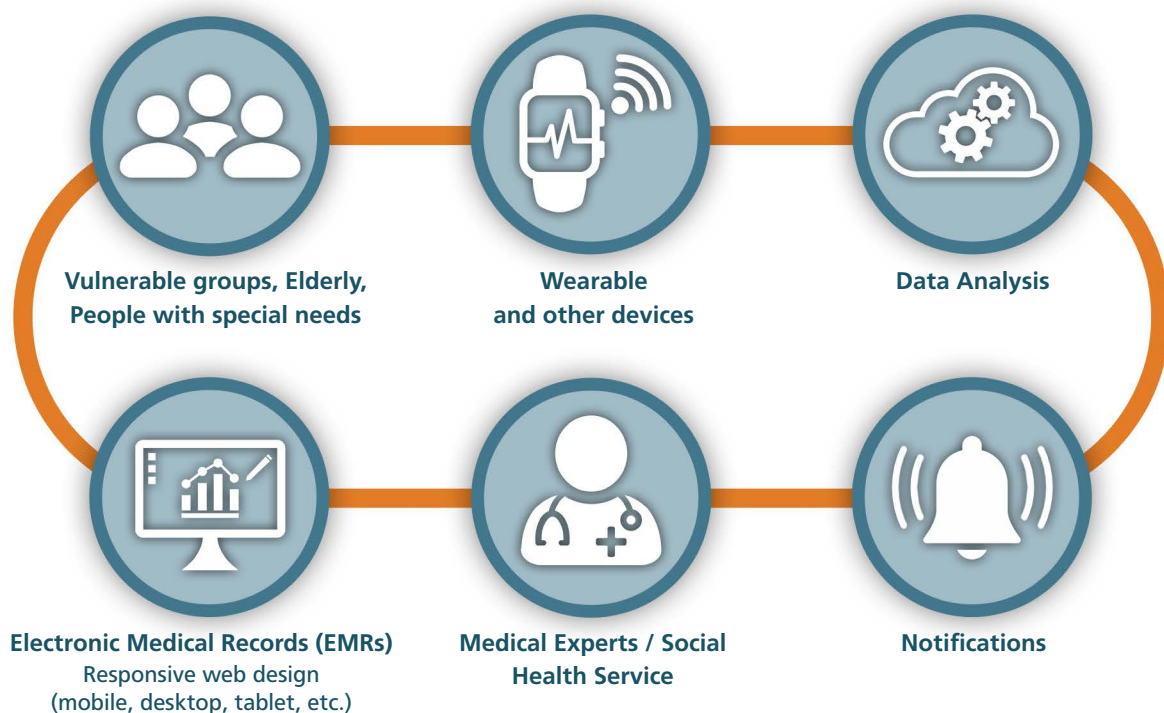 Vulnerable groups, Elderly,
People with special needs
Wearable
and other devices
Data Analysis
Electronic Medical Records (EMRs)
Responsive web design
(mobile, desktop, tablet, etc.)
Medical Experts / Social
Health Service
Notifications